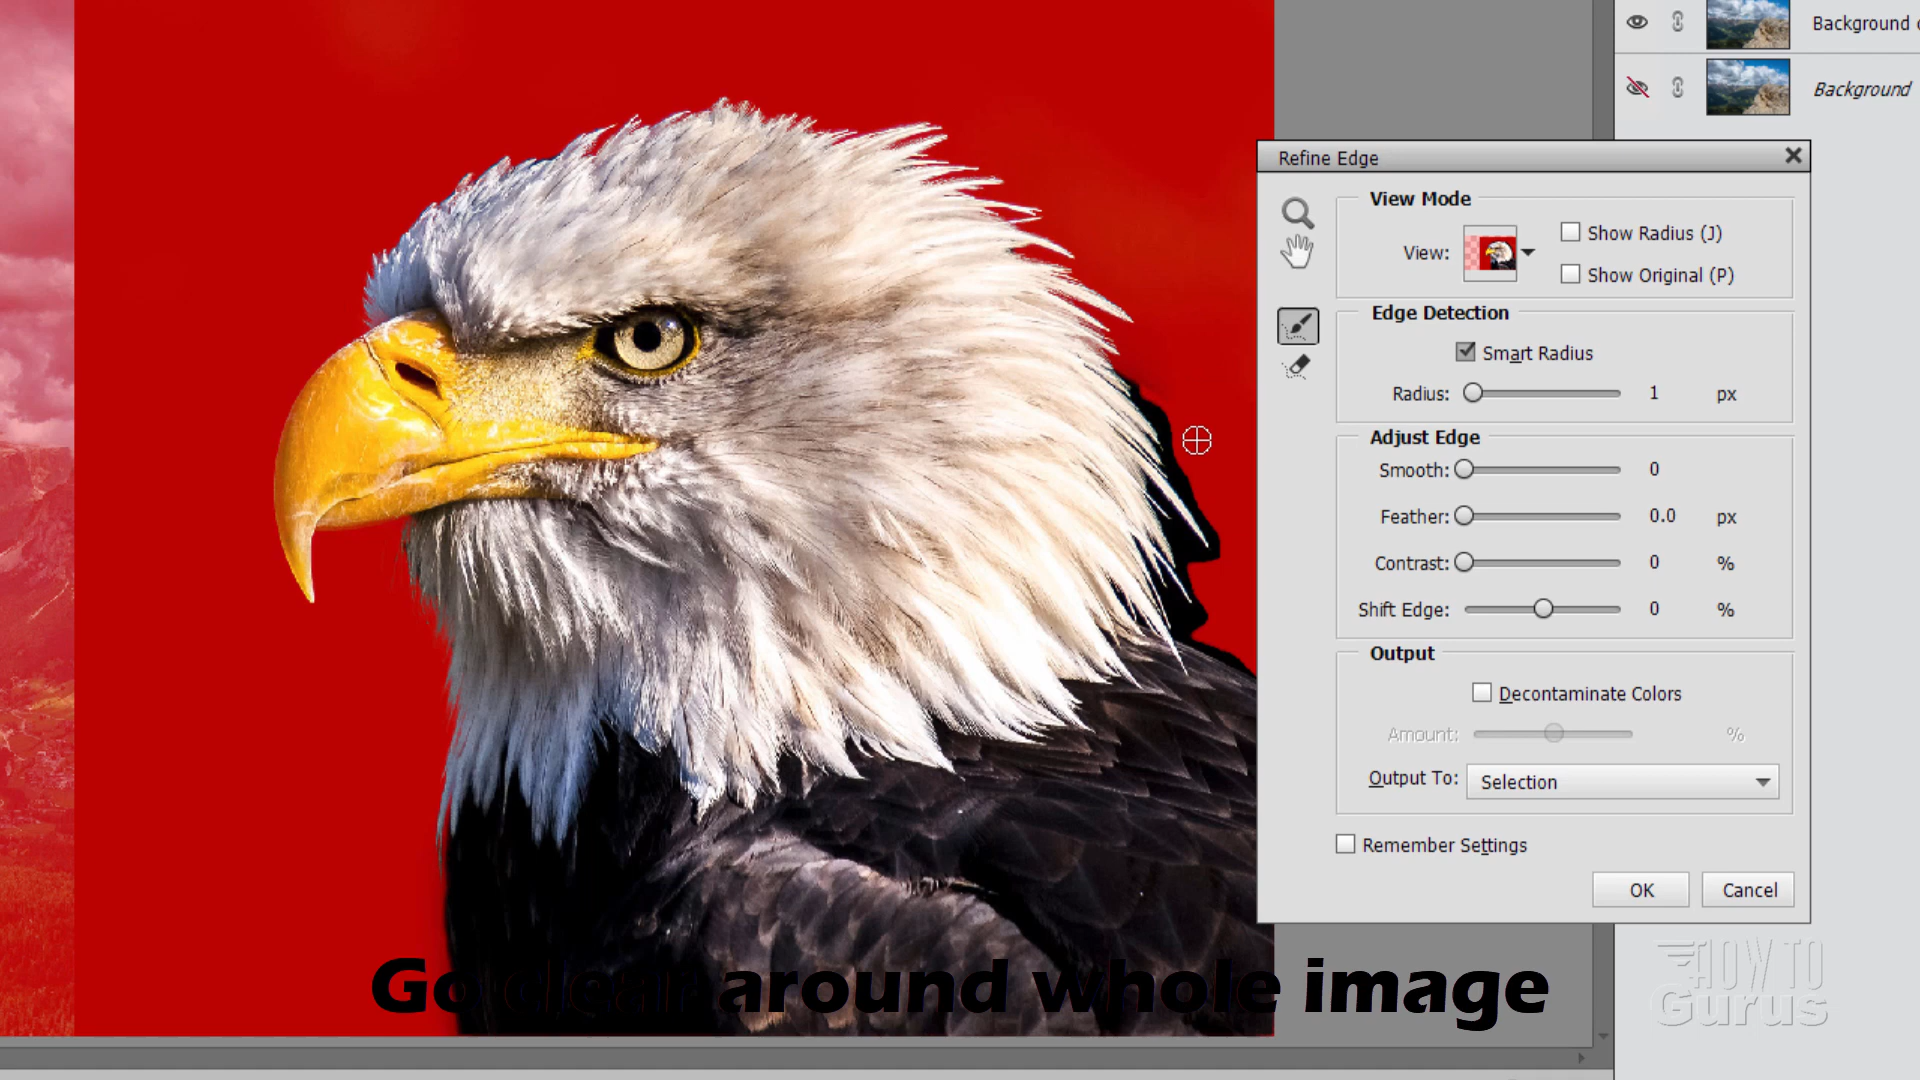 Background
Background
Refine Edge
View Mode
View:
Show Radius (J)
Show Original (P)
Edge Detection
Smart Radius
Radius: 1 px
Adjust Edge
Smooth: 0
Feather: 0.0 px
Contrast: 0 %
Shift Edge: 0 %
Output
Decontaminate Colors
Amount: %
Output To: Selection
Remember Settings
OK Cancel
Go clear around whole image
HOW TO
Gurus